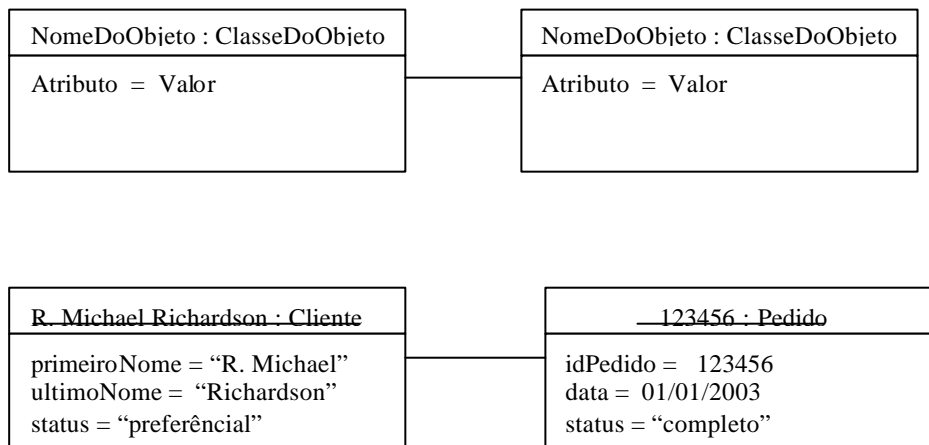 NomeDoObjeto : ClasseDoObjeto
Atributo = Valor
NomeDoObjeto : ClasseDoObjeto
Atributo = Valor
R. Michael Richardson : Cliente
primeiroNome = “R. Michael”
ultimoNome = “Richardson”
status = “preferêncial”
123456 : Pedido
idPedido = 123456
data = 01/01/2003
status = “completo”